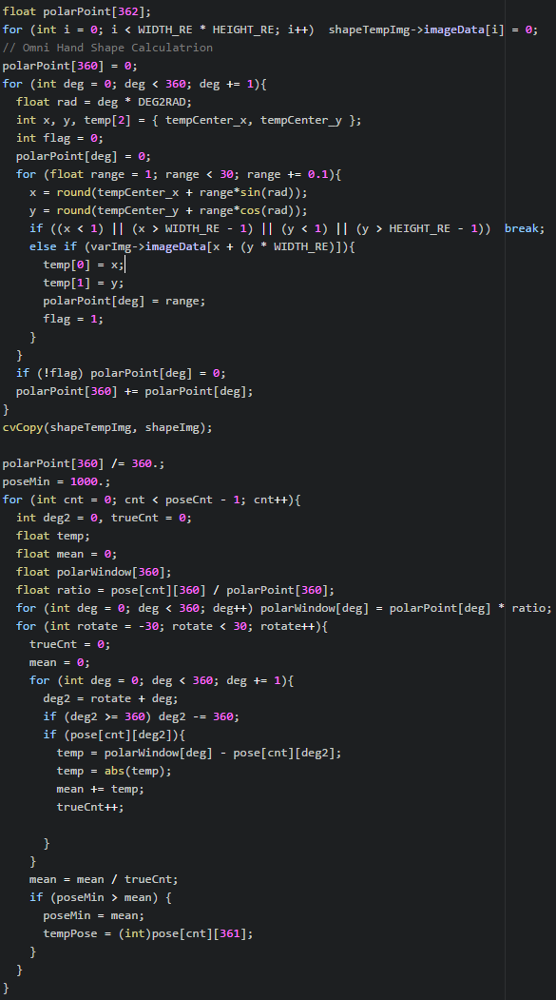 float polarPoint[362];
for (int i = 0; i < WIDTH_RE * HEIGHT_RE; i++)  shapeTempImg->imageData[i] = 0;
// Omni Hand Shape Calculatrion
polarPoint[360] = 0;
for (int deg = 0; deg < 360; deg += 1){
  float rad = deg * DEG2RAD;
  int x, y, temp[2] = { tempCenter_x, tempCenter_y };
  int flag = 0;
  polarPoint[deg] = 0;
  for (float range = 1; range < 30; range += 0.1){
    x = round(tempCenter_x + range*sin(rad));
    y = round(tempCenter_y + range*cos(rad));
    if ((x < 1) || (x > WIDTH_RE - 1) || (y < 1) || (y > HEIGHT_RE - 1))  break;
    else if (varImg->imageData[x + (y * WIDTH_RE)]){
      temp[0] = x;
      temp[1] = y;
      polarPoint[deg] = range;
      flag = 1;
    }
  }
  if (!flag) polarPoint[deg] = 0;
  polarPoint[360] += polarPoint[deg];
}
cvCopy(shapeTempImg, shapeImg);

polarPoint[360] /= 360.;
poseMin = 1000.;
for (int cnt = 0; cnt < poseCnt - 1; cnt++){
  int deg2 = 0, trueCnt = 0;
  float temp;
  float mean = 0;
  float polarWindow[360];
  float ratio = pose[cnt][360] / polarPoint[360];
  for (int deg = 0; deg < 360; deg++) polarWindow[deg] = polarPoint[deg] * ratio;
  for (int rotate = -30; rotate < 30; rotate++){
    trueCnt = 0;
    mean = 0;
    for (int deg = 0; deg < 360; deg += 1){
      deg2 = rotate + deg;
      if (deg2 >= 360) deg2 -= 360;
      if (pose[cnt][deg2]){
        temp = polarWindow[deg] - pose[cnt][deg2];
        temp = abs(temp);
        mean += temp;
        trueCnt++;

      }
    }
    mean = mean / trueCnt;
    if (poseMin > mean) {
      poseMin = mean;
      tempPose = (int)pose[cnt][361];
    }
  }
}